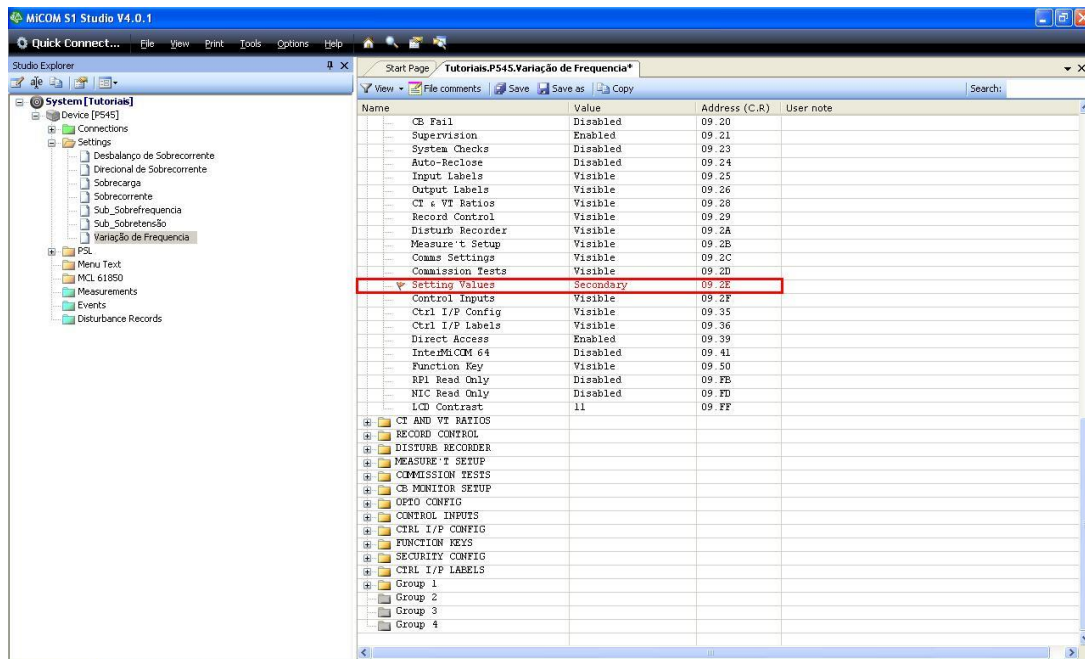 MiCOM S1 Studio V4.0.1
Quick Connect... File View Print Tools Options Help
Studio Explorer
Start Page Tutoriais.P545.Variação de Frequencia*
View File comments Save Save as Copy Search:
System [Tutoriais]
Device [P545]
Connections
Settings
Desbalanço de Sobrecorrente
Direcional de Sobrecorrente
Sobrecarga
Sobrecorrente
Sub_Sobrefrequencia
Sub_Sobretensão
Variação de Frequencia
PSL
Menu Text
MCL 61850
Measurements
Events
Disturbance Records
Name Value Address (C.R) User note
CB Fail Disabled 09.20
Supervision Enabled 09.21
System Checks Disabled 09.23
Auto-Reclose Disabled 09.24
Input Labels Visible 09.25
Output Labels Visible 09.26
CT & VT Ratios Visible 09.28
Record Control Visible 09.29
Disturb Recorder Visible 09.2A
Measure't Setup Visible 09.2B
Comms Settings Visible 09.2C
Commission Tests Visible 09.2D
Setting Values Secondary 09.2E
Control Inputs Visible 09.2F
Ctrl I/P Config Visible 09.35
Ctrl I/P Labels Visible 09.36
Direct Access Enabled 09.39
InterMiCOM 64 Disabled 09.41
Function Key Visible 09.50
RP1 Read Only Disabled 09.FB
NIC Read Only Disabled 09.FD
LCD Contrast 11 09.FF
CT AND VT RATIOS
RECORD CONTROL
DISTURB RECORDER
MEASURE'T SETUP
COMMISSION TESTS
CB MONITOR SETUP
OPTO CONFIG
CONTROL INPUTS
CTRL I/P CONFIG
FUNCTION KEYS
SECURITY CONFIG
CTRL I/P LABELS
Group 1
Group 2
Group 3
Group 4